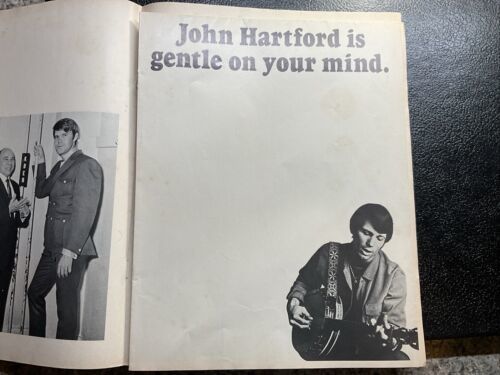 John Hartford is
gentle on your mind.